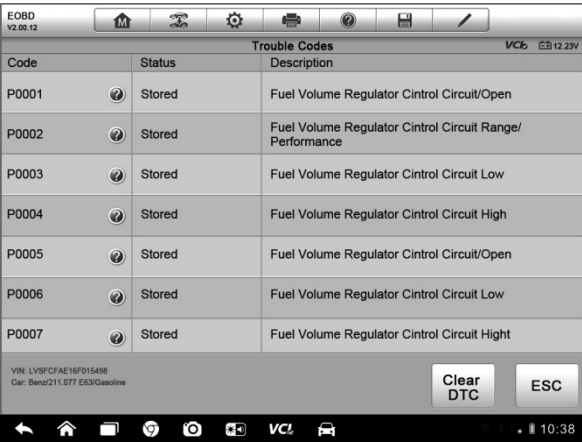 EOBD
V2.00.12
M
Trouble Codes VCI 12.23V
Code Status Description
P0001 ? Stored Fuel Volume Regulator Cintrol Circuit/Open
P0002 ? Stored Fuel Volume Regulator Cintrol Circuit Range/
Performance
P0003 ? Stored Fuel Volume Regulator Cintrol Circuit Low
P0004 ? Stored Fuel Volume Regulator Cintrol Circuit High
P0005 ? Stored Fuel Volume Regulator Cintrol Circuit/Open
P0006 ? Stored Fuel Volume Regulator Cintrol Circuit Low
P0007 ? Stored Fuel Volume Regulator Cintrol Circuit Hight
VIN: LVSFCFAE16F015498
Car: Benz/211.077 E63/Gasoline
Clear
DTC
ESC
VCI 10:38